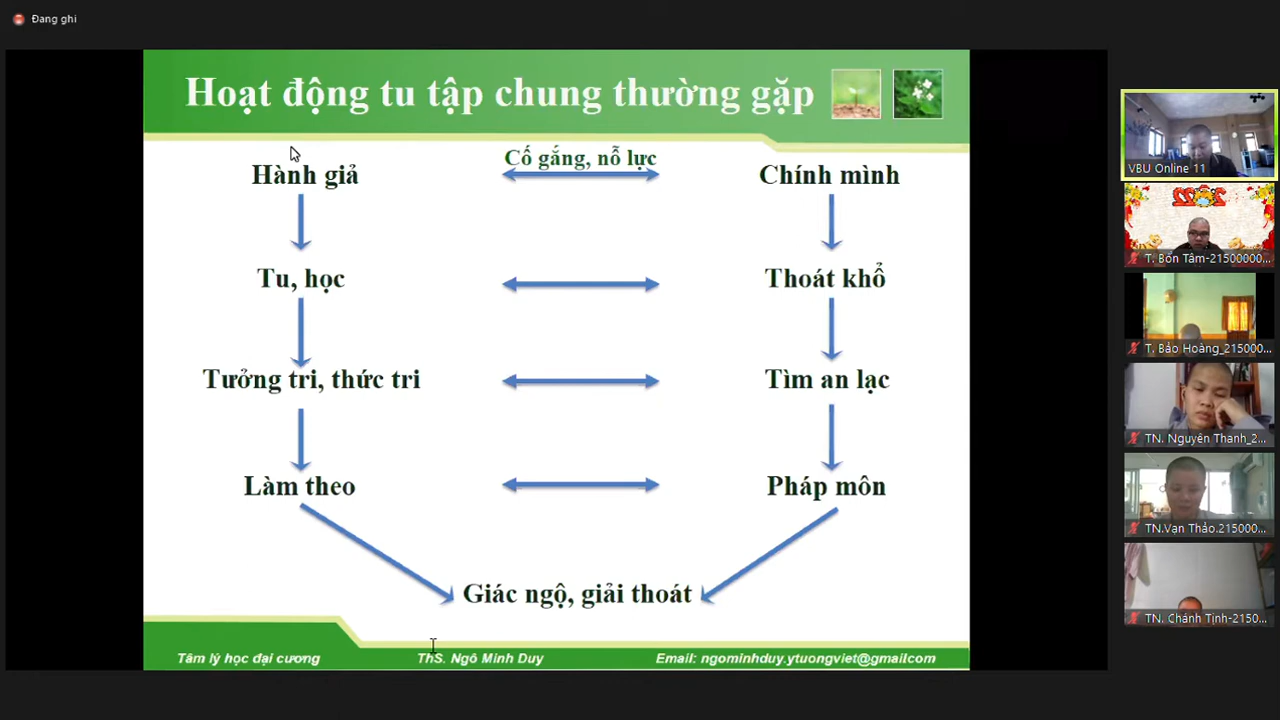 Đang ghi
Hoạt động tu tập chung thường gặp
Cố gắng, nỗ lực
Hành giả
Chính mình
Tu, học
Thoát khổ
Tưởng tri, thức tri
Tìm an lạc
Làm theo
Pháp môn
Giác ngộ, giải thoát
Tâm lý học đại cương
ThS. Ngô Minh Duy
Email: ngominhduy.ytuongviet@gmail.com
VBU Online 11
2022
T. Bổn Tâm-21500000...
T. Bảo Hoàng_215000...
TN. Nguyên Thanh_2...
TN.Vạn Thảo.215000...
TN. Chánh Tịnh-2150...